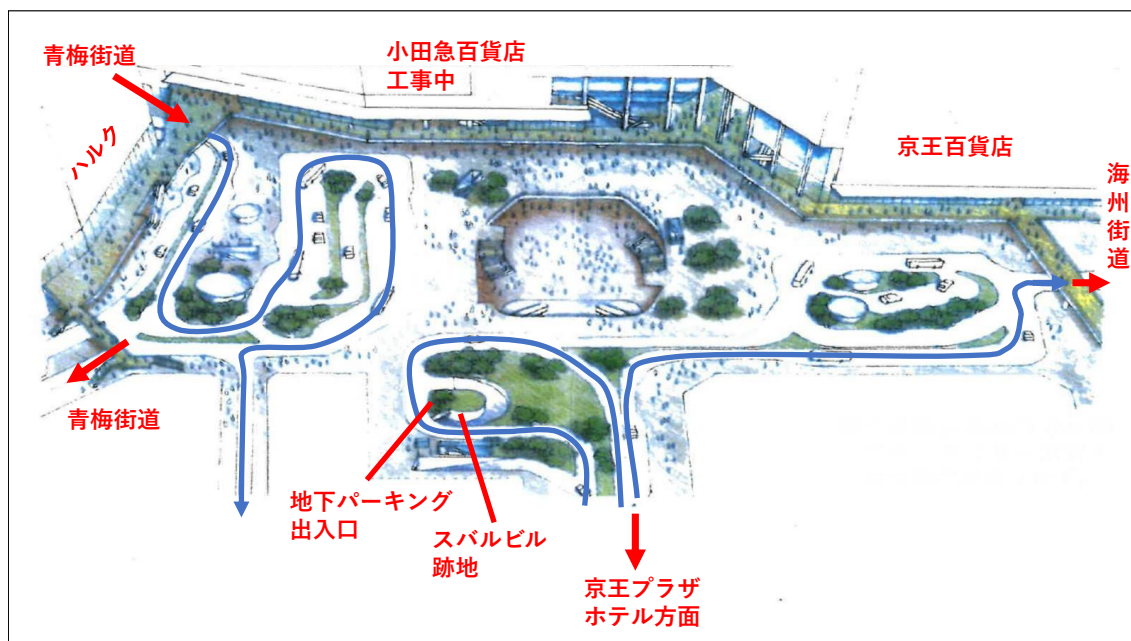 青梅街道
小田急百貨店
工事中
ハルク
京王百貨店
海州街道
青梅街道
地下パーキング
出入口
スバルビル
跡地
京王プラザ
ホテル方面